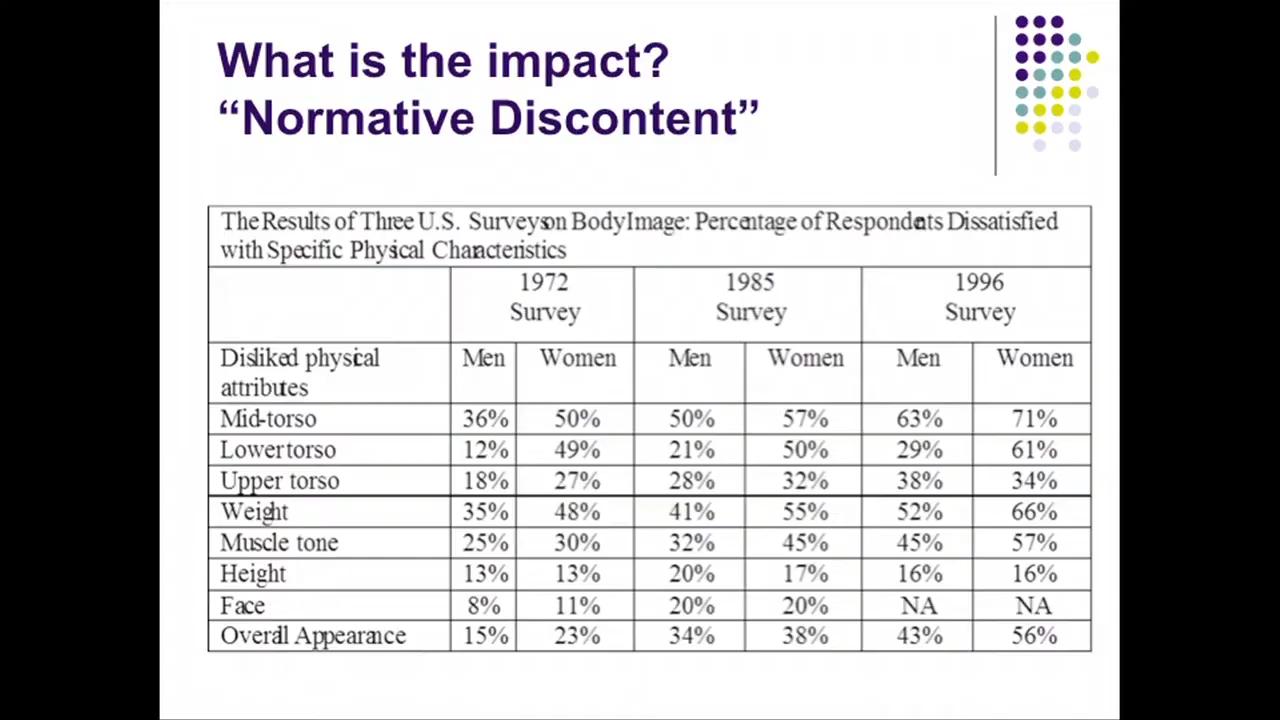 What is the impact?
“Normative Discontent”
The Results of Three U.S. Surveys on Body Image: Percentage of Respondents Dissatisfied
with Specific Physical Characteristics
1972 1985 1996
Survey Survey Survey
Disliked physical Men Women Men Women Men Women
attributes
Mid-torso 36% 50% 50% 57% 63% 71%
Lower torso 12% 49% 21% 50% 29% 61%
Upper torso 18% 27% 28% 32% 38% 34%
Weight 35% 48% 41% 55% 52% 66%
Muscle tone 25% 30% 32% 45% 45% 57%
Height 13% 13% 20% 17% 16% 16%
Face 8% 11% 20% 20% NA NA
Overall Appearance 15% 23% 34% 38% 43% 56%